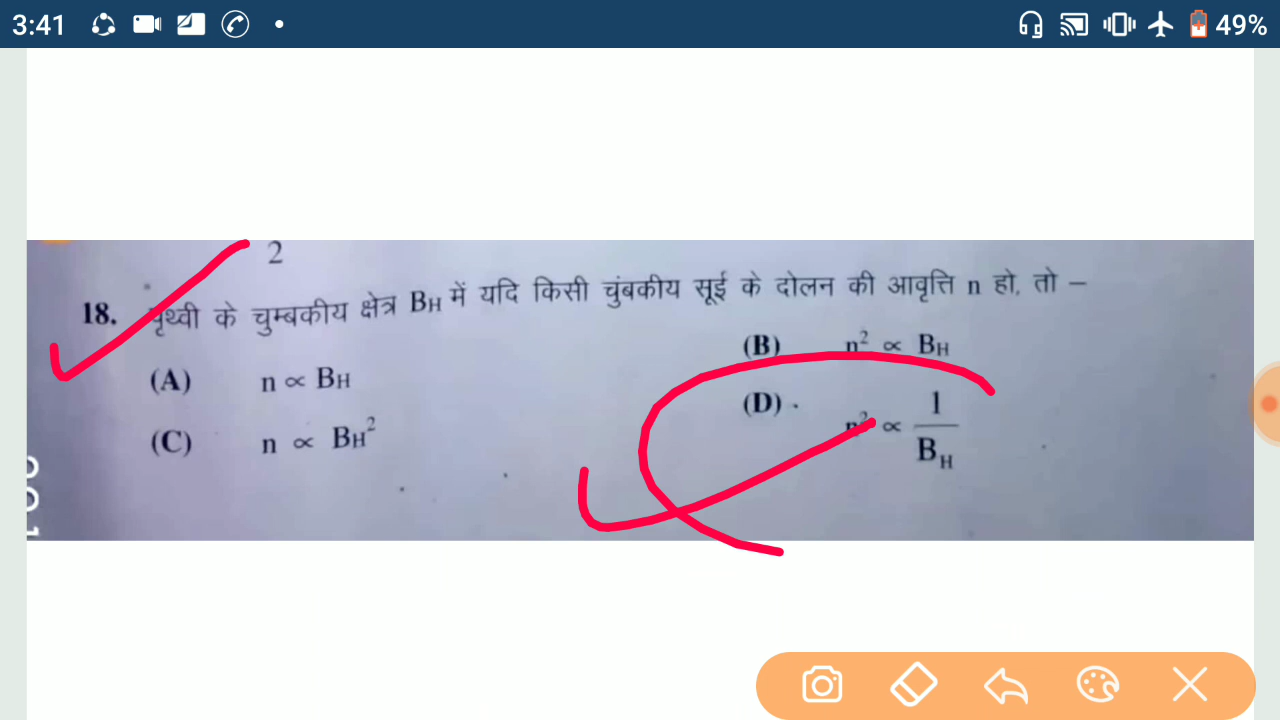 3:41 49%
2
18. पृथ्वी के चुम्बकीय क्षेत्र BH में यदि किसी चुंबकीय सूई के दोलन की आवृत्ति n हो, तो –
(A) n ∝ BH
(B) n² ∝ BH
(C) n ∝ BH²
(D) n² ∝ 1/BH